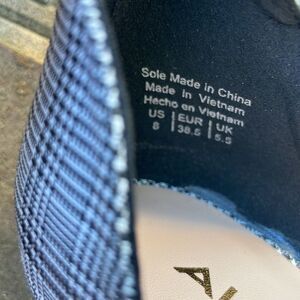 Sole Made in China
Made in Vietnam
Hecho en Vietnam
US | EUR | UK
8 | 38.5 | 5.5